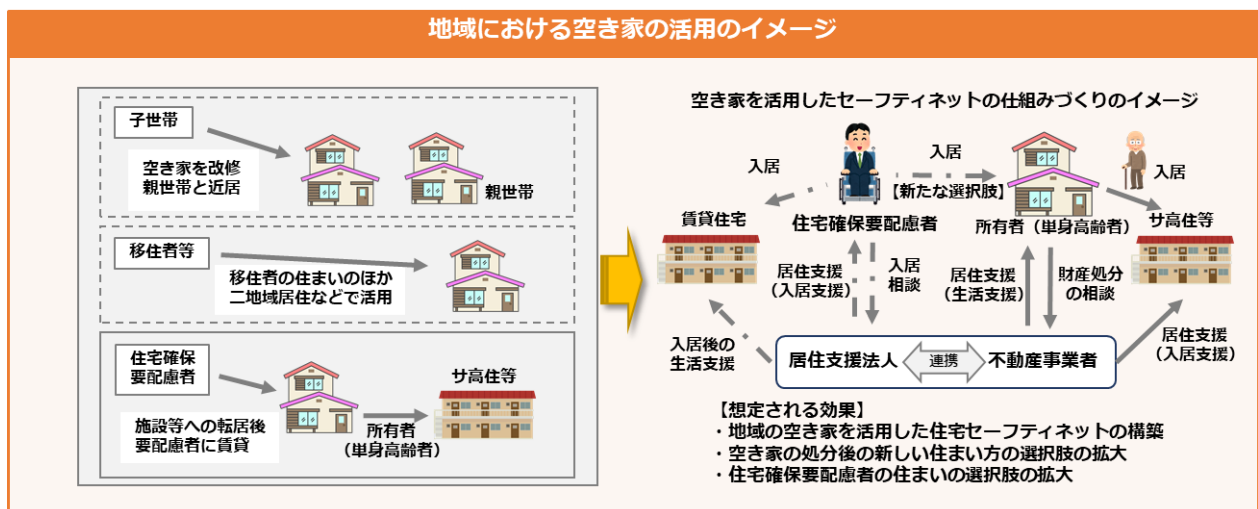 地域における空き家の活用のイメージ
子世帯
空き家を改修
親世帯と近居
親世帯
移住者等
移住者の住まいのほか
二地域居住などで活用
住宅確保
要配慮者
施設等への転居後
要配慮者に賃貸
所有者
（単身高齢者）
サ高住等
空き家を活用したセーフティネットの仕組みづくりのイメージ
入居
入居
【新たな選択肢】
入居
賃貸住宅
住宅確保要配慮者
所有者（単身高齢者）
サ高住等
居住支援
（入居支援）
入居
相談
居住支援
（生活支援）
財産処分
の相談
入居後の
生活支援
居住支援
（入居支援）
居住支援法人
連携
不動産事業者
【想定される効果】
・地域の空き家を活用した住宅セーフティネットの構築
・空き家の処分後の新しい住まい方の選択肢の拡大
・住宅確保要配慮者の住まいの選択肢の拡大